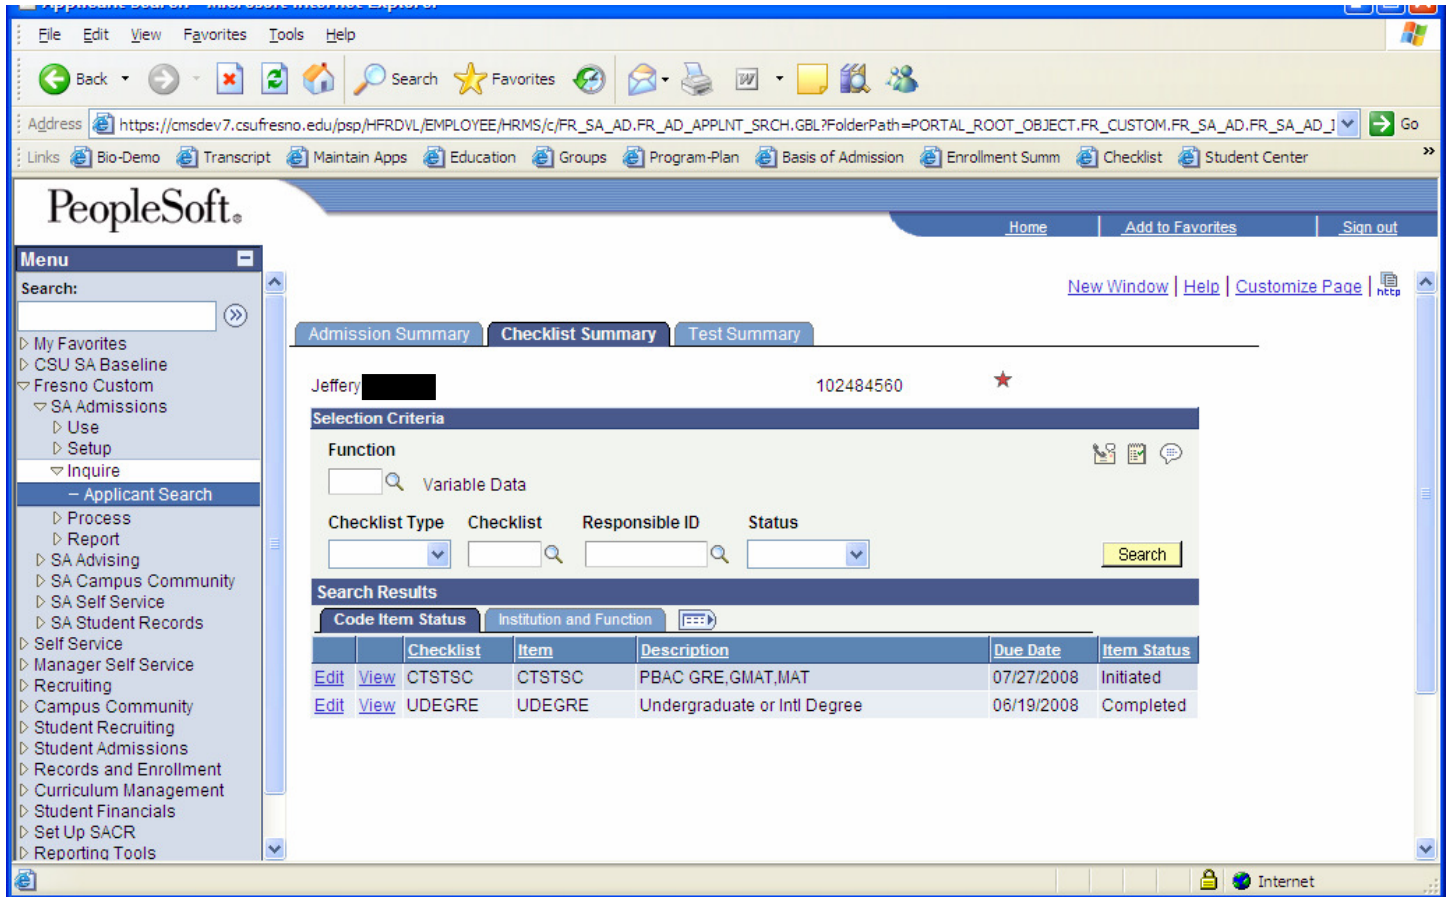 Applicant Search - Microsoft Internet Explorer
File Edit View Favorites Tools Help
Back Search Favorites
Address https://cmsdev7.csufresno.edu/psp/HFRDVL/EMPLOYEE/HRMS/c/FR_SA_AD.FR_AD_APPLNT_SRCH.GBL?FolderPath=PORTAL_ROOT_OBJECT.FR_CUSTOM.FR_SA_AD.FR_SA_AD_ Go
Links Bio-Demo Transcript Maintain Apps Education Groups Program-Plan Basis of Admission Enrollment Summ Checklist Student Center »
PeopleSoft®
Home Add to Favorites Sign out
Menu
Search:
My Favorites
CSU SA Baseline
Fresno Custom
SA Admissions
Use
Setup
Inquire
– Applicant Search
Process
Report
SA Advising
SA Campus Community
SA Self Service
SA Student Records
Self Service
Manager Self Service
Recruiting
Campus Community
Student Recruiting
Student Admissions
Records and Enrollment
Curriculum Management
Student Financials
Set Up SACR
Reporting Tools
New Window | Help | Customize Page | http
Admission Summary Checklist Summary Test Summary
Jeffery 102484560
Selection Criteria
Function
Variable Data
Checklist Type Checklist Responsible ID Status
Search
Search Results
Code Item Status Institution and Function
Checklist Item Description Due Date Item Status
Edit View CTSTSC CTSTSC PBAC GRE,GMAT,MAT 07/27/2008 Initiated
Edit View UDEGRE UDEGRE Undergraduate or Intl Degree 06/19/2008 Completed
Internet